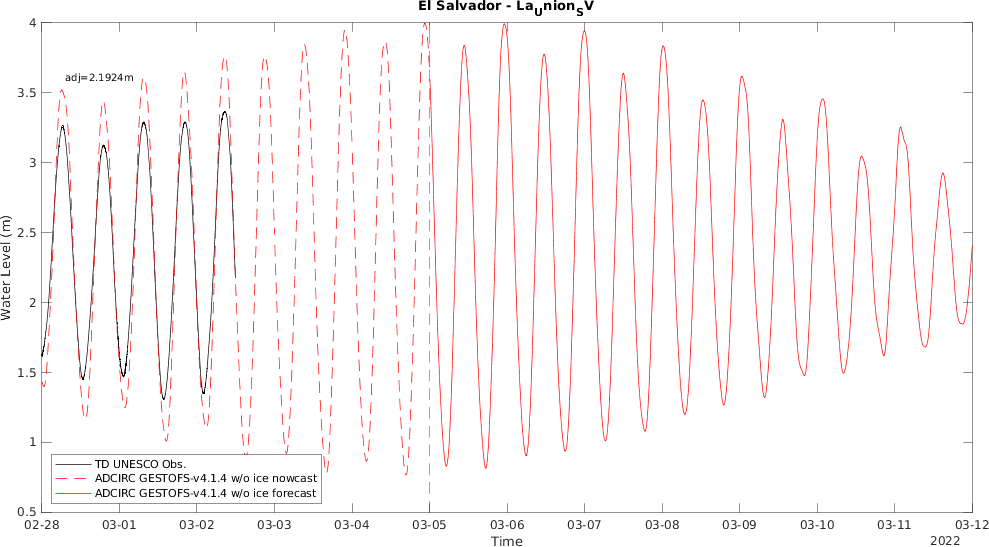 El Salvador - LaUnionSV
4
adj=2.1924m
3.5
3
2.5
2
1.5
1
0.5
Water Level (m)
TD UNESCO Obs.
ADCIRC GESTOFS-v4.1.4 w/o ice nowcast
ADCIRC GESTOFS-v4.1.4 w/o ice forecast
02-28 03-01 03-02 03-03 03-04 03-05 03-06 03-07 03-08 03-09 03-10 03-11 03-12
Time
2022